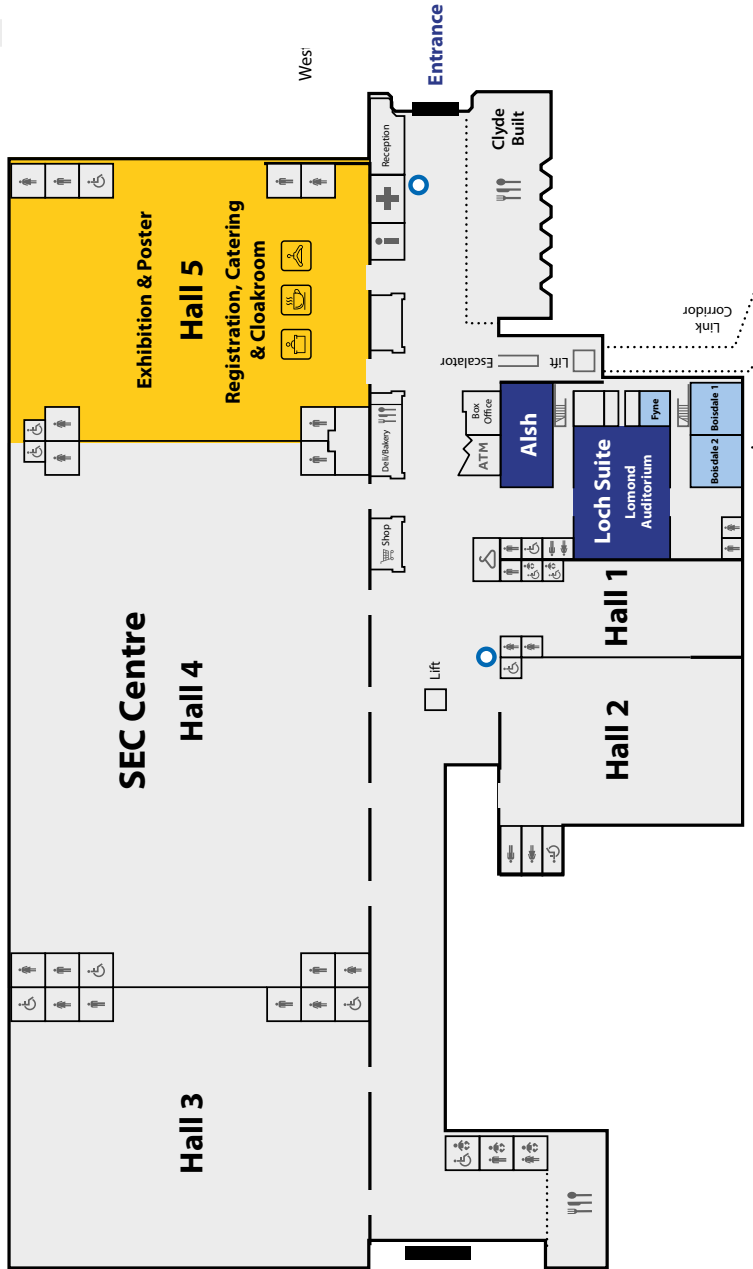 Wes
Entrance
Exhibition & Poster
Hall 5
Registration, Catering
& Cloakroom
Reception
Clyde
Built
Link
Corridor
Deli/Bakery
Escalator
Lift
Box
Office
ATM
Alsh
Fyne
Boisdale 1
Boisdale 2
Loch Suite
Lomond
Auditorium
Shop
SEC Centre
Hall 4
Lift
Hall 1
Hall 2
Hall 3